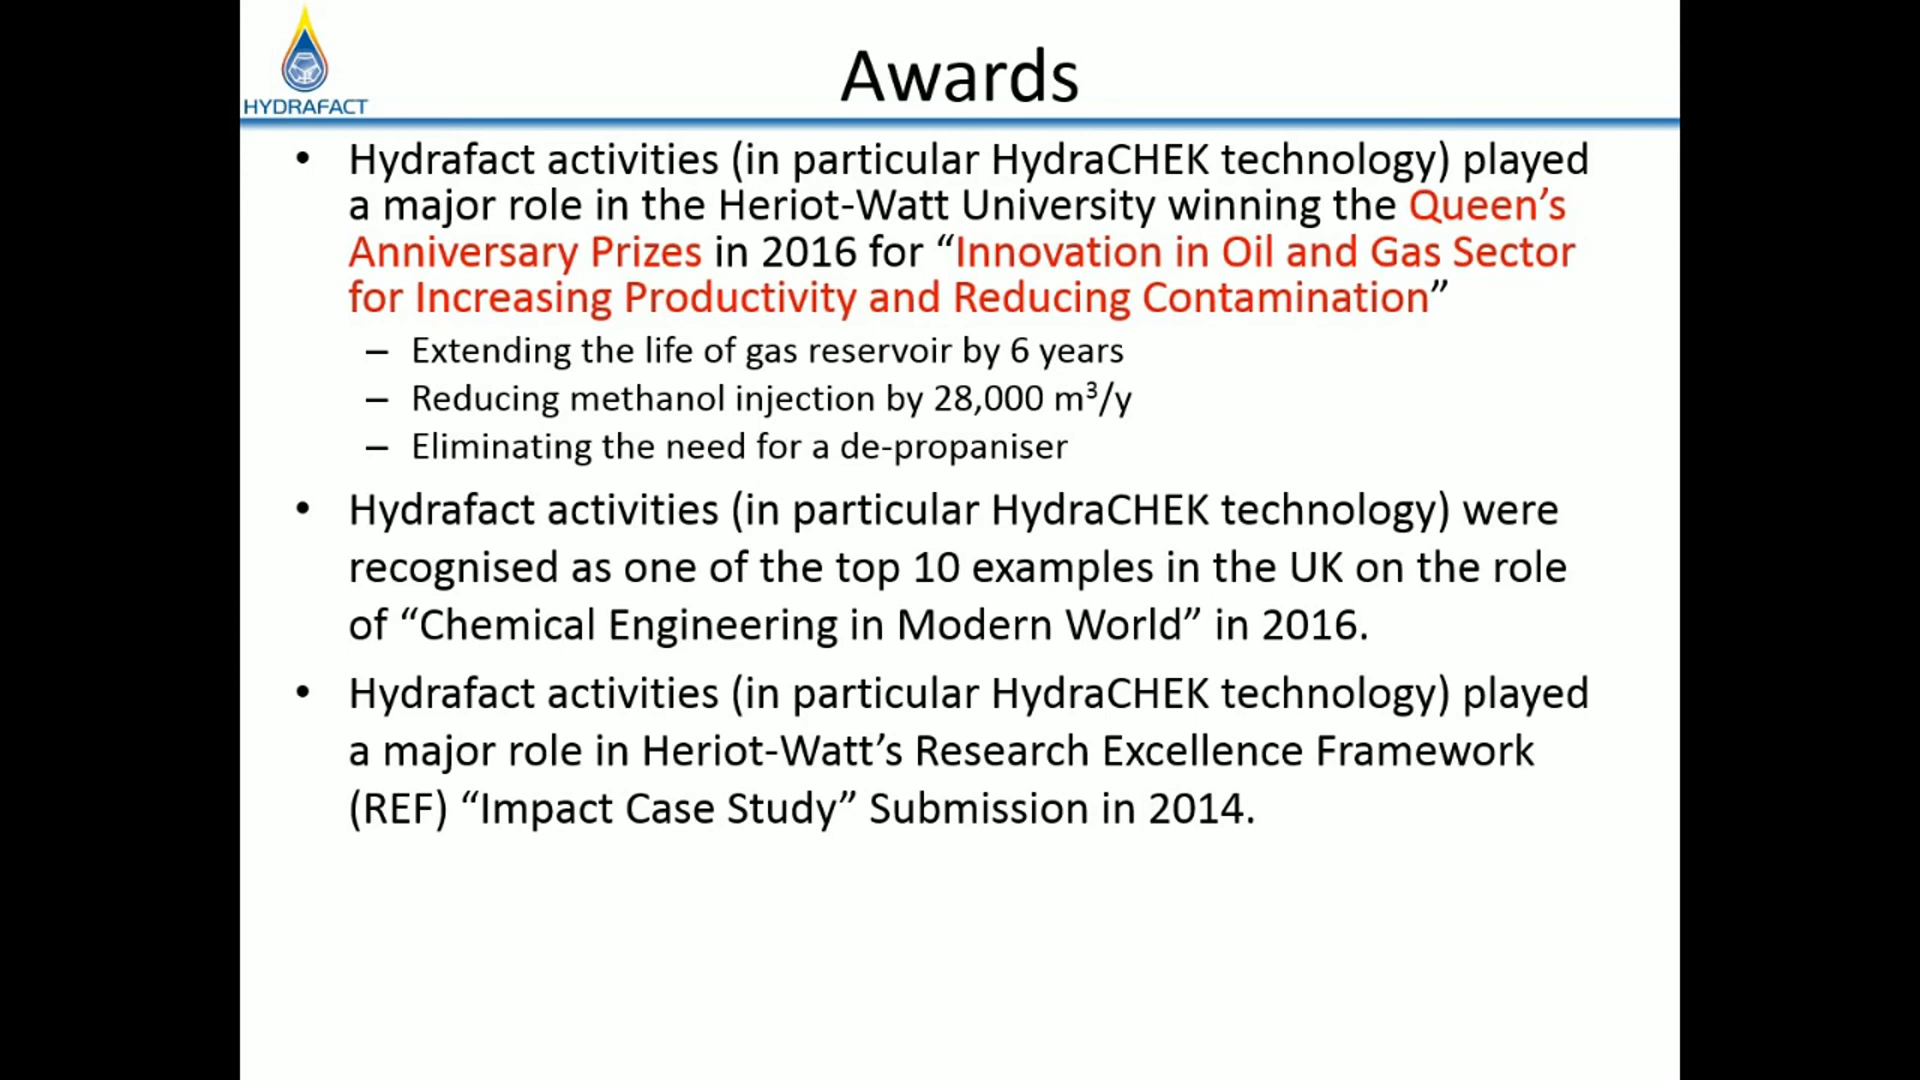 HYDRAFACT
Awards
• Hydrafact activities (in particular HydraCHEK technology) played
a major role in the Heriot-Watt University winning the Queen’s
Anniversary Prizes in 2016 for “Innovation in Oil and Gas Sector
for Increasing Productivity and Reducing Contamination”
– Extending the life of gas reservoir by 6 years
– Reducing methanol injection by 28,000 m³/y
– Eliminating the need for a de-propaniser
• Hydrafact activities (in particular HydraCHEK technology) were
recognised as one of the top 10 examples in the UK on the role
of “Chemical Engineering in Modern World” in 2016.
• Hydrafact activities (in particular HydraCHEK technology) played
a major role in Heriot-Watt’s Research Excellence Framework
(REF) “Impact Case Study” Submission in 2014.